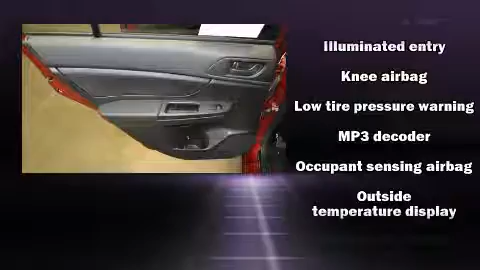 Illuminated entry
Knee airbag
Low tire pressure warning
MP3 decoder
Occupant sensing airbag
Outside
temperature display